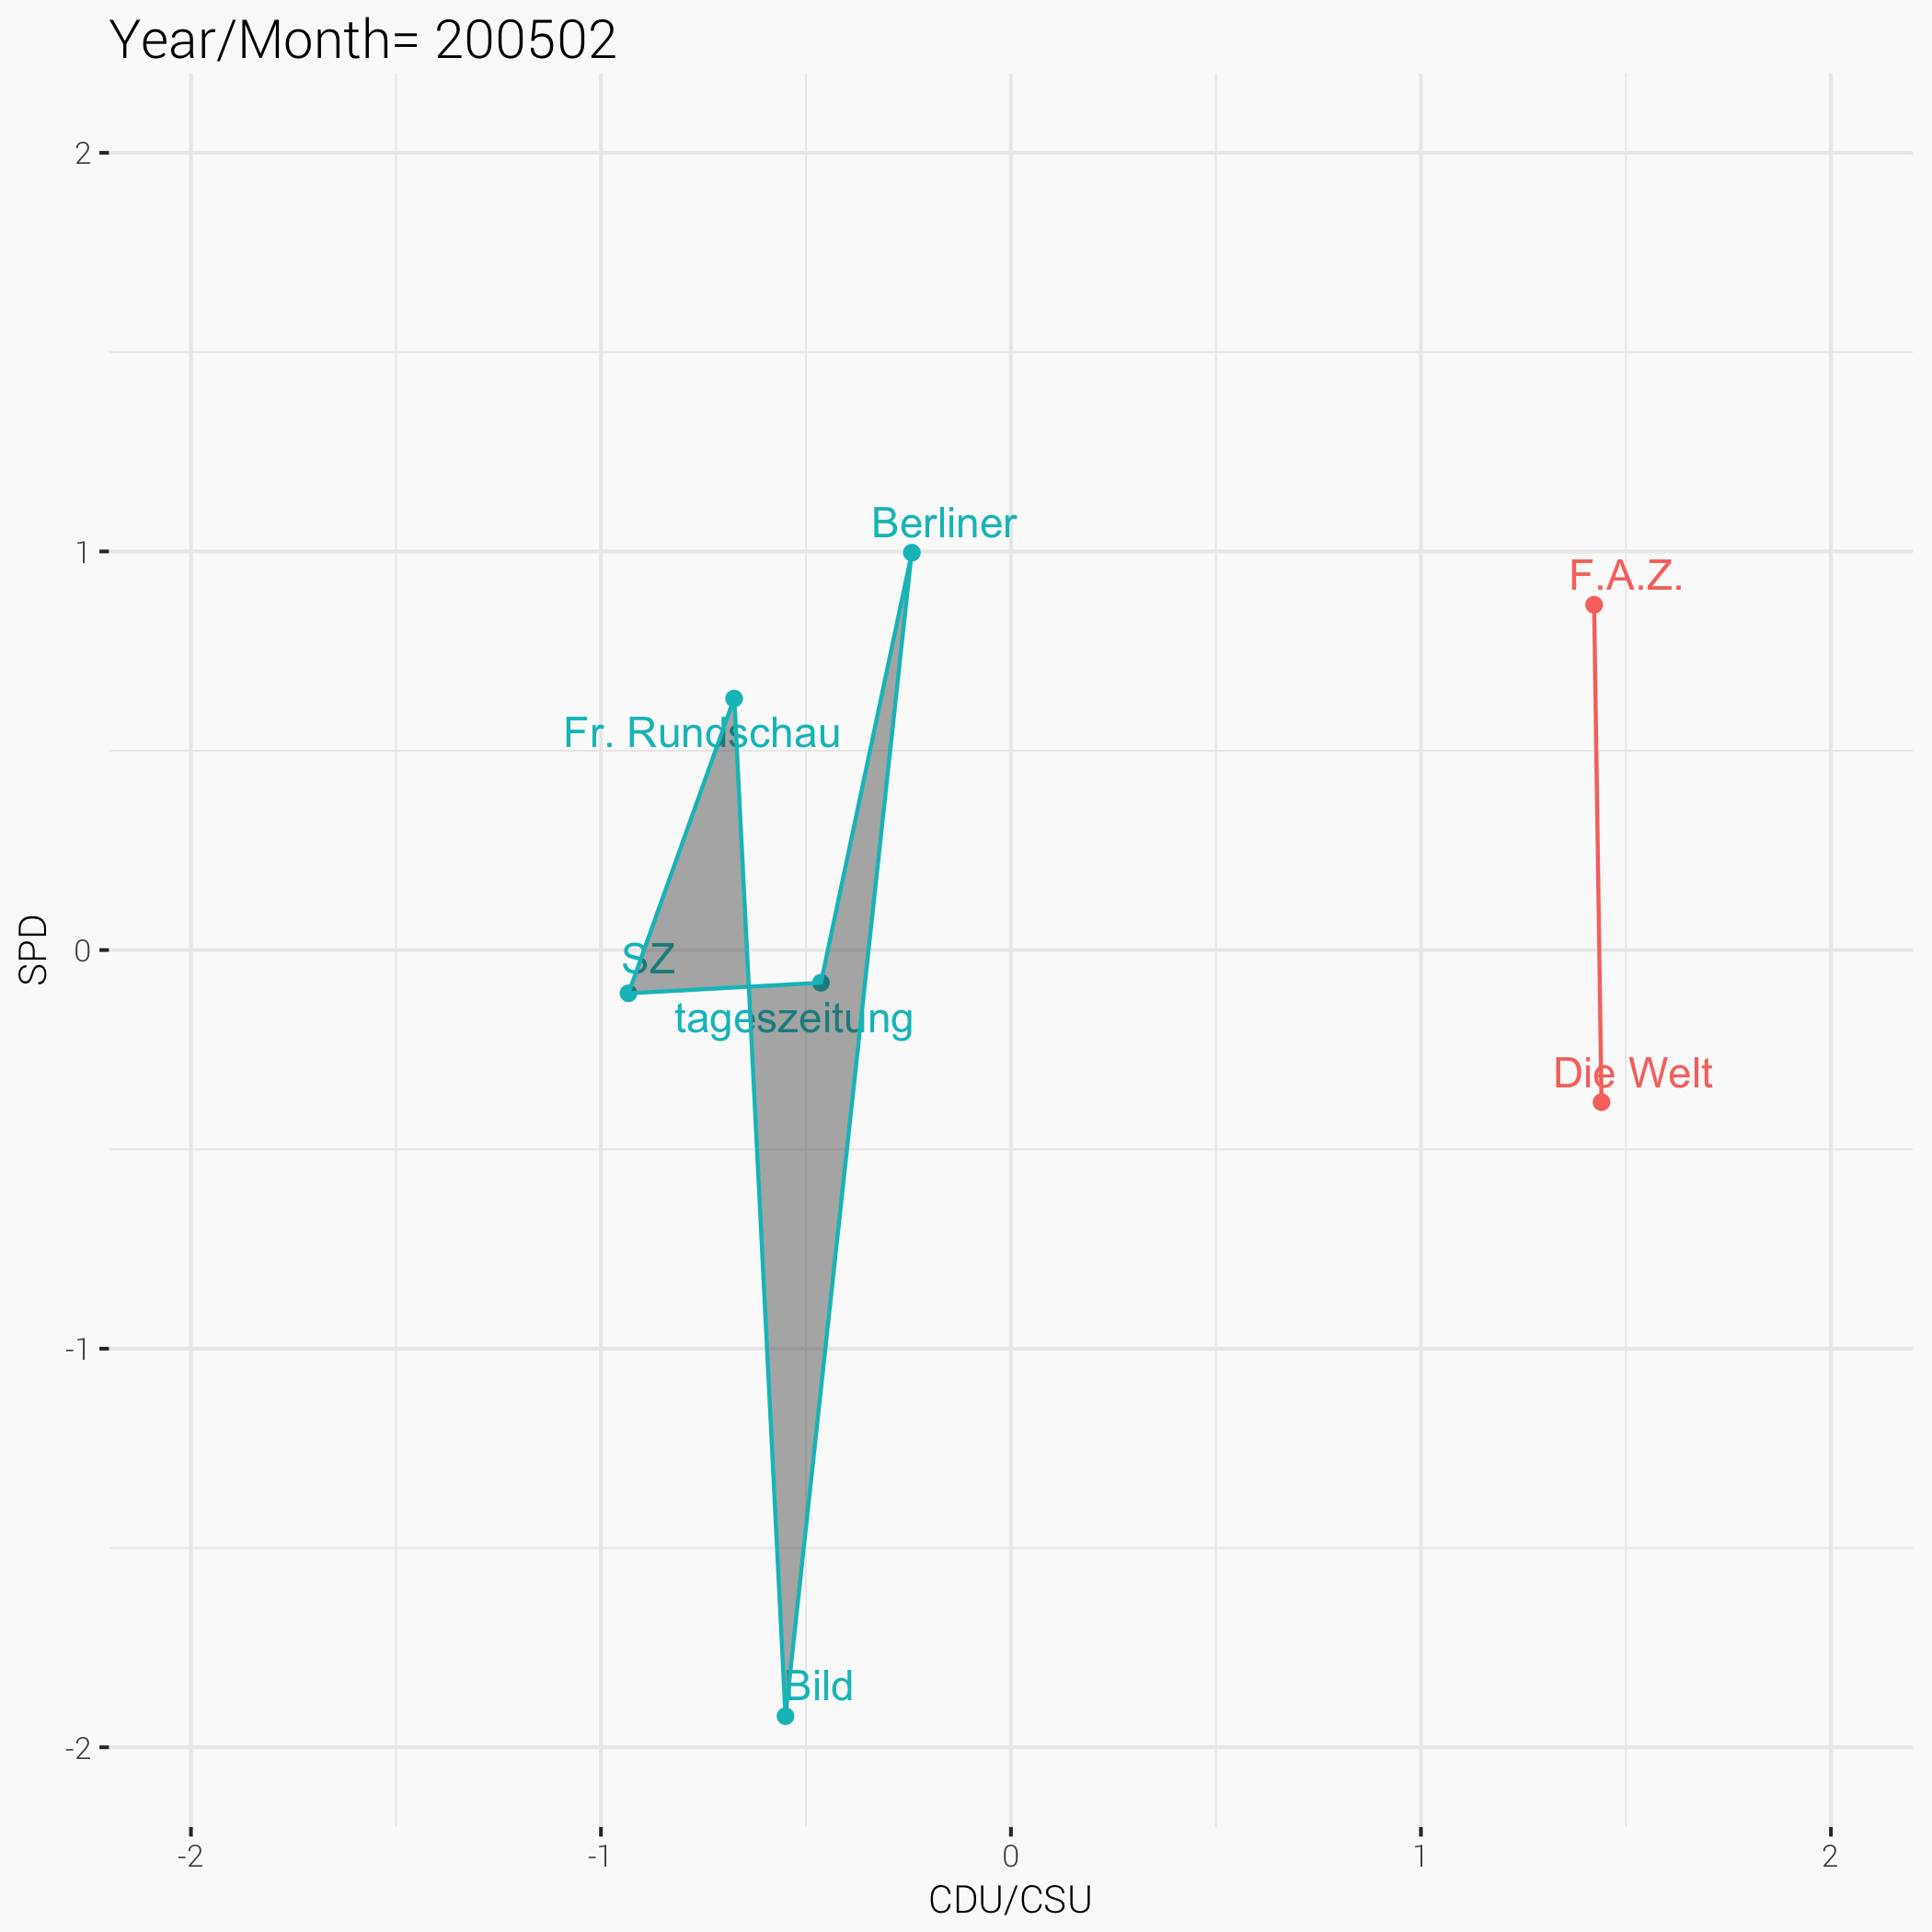 Year/Month= 200502
2
1
0
-1
-2
SPD
Berliner
F.A.Z.
Fr. Rundschau
SZ
tageszeitung
Die Welt
Bild
-2
-1
0
1
2
CDU/CSU